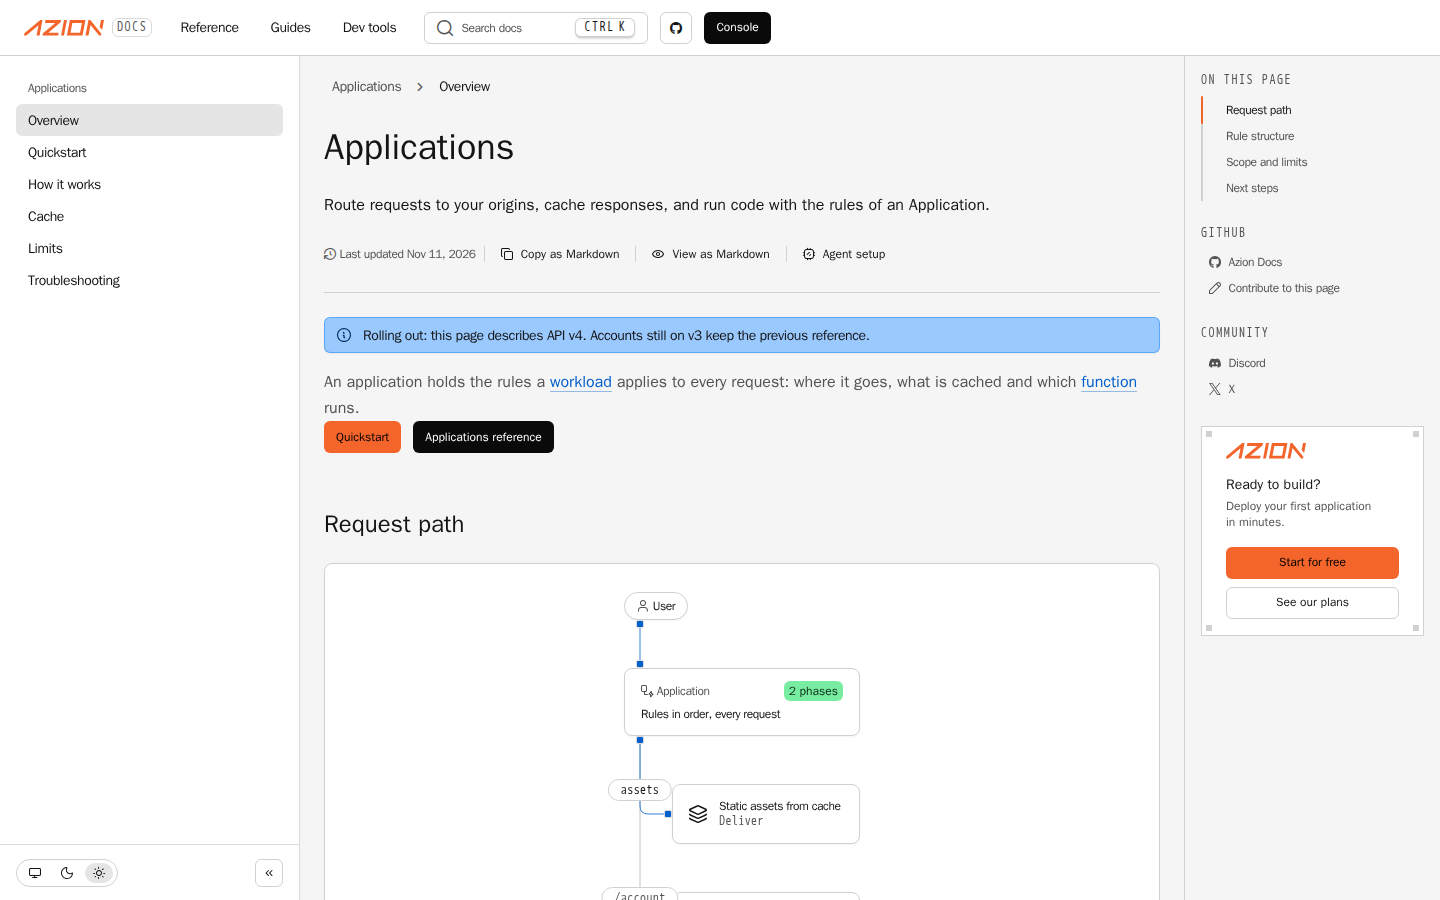 AZION DOCS
Reference
Guides
Dev tools
Search docs
CTRL K
Console
Applications
Overview
Quickstart
How it works
Cache
Limits
Troubleshooting
Applications
Overview
Applications
Route requests to your origins, cache responses, and run code with the rules of an Application.
Last updated Nov 11, 2026
Copy as Markdown
View as Markdown
Agent setup
Rolling out: this page describes API v4. Accounts still on v3 keep the previous reference.
An application holds the rules a workload applies to every request: where it goes, what is cached and which function
runs.
Quickstart
Applications reference
Request path
User
Application
2 phases
Rules in order, every request
assets
Static assets from cache
Deliver
/account
ON THIS PAGE
Request path
Rule structure
Scope and limits
Next steps
GITHUB
Azion Docs
Contribute to this page
COMMUNITY
Discord
X
AZION
Ready to build?
Deploy your first application
in minutes.
Start for free
See our plans